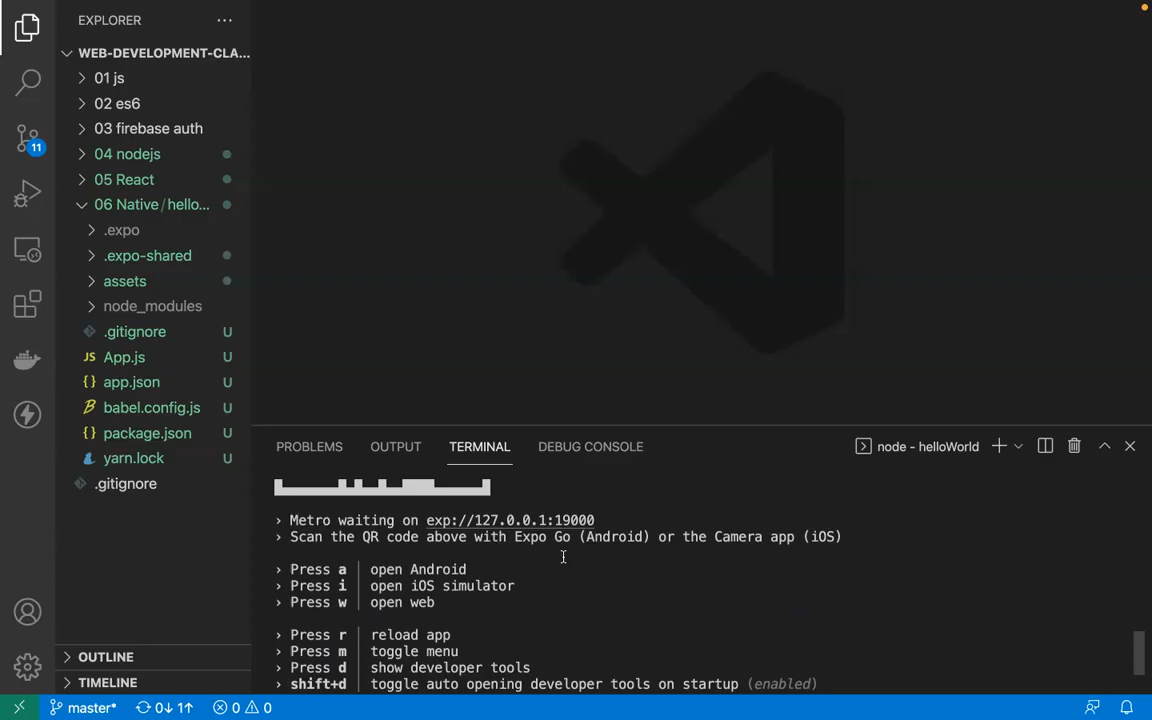 EXPLORER
WEB-DEVELOPMENT-CLA...
01 js
02 es6
03 firebase auth
04 nodejs
05 React
06 Native/hello...
.expo
.expo-shared
assets
node_modules
.gitignore U
JS App.js U
{} app.json U
babel.config.js U
{} package.json U
yarn.lock U
.gitignore
OUTLINE
TIMELINE
11
PROBLEMS OUTPUT TERMINAL DEBUG CONSOLE node - helloWorld
› Metro waiting on exp://127.0.0.1:19000
› Scan the QR code above with Expo Go (Android) or the Camera app (iOS)
› Press a │ open Android
› Press i │ open iOS simulator
› Press w │ open web
› Press r │ reload app
› Press m │ toggle menu
› Press d │ show developer tools
› shift+d │ toggle auto opening developer tools on startup (enabled)
master* 0↓ 1↑ 0 0